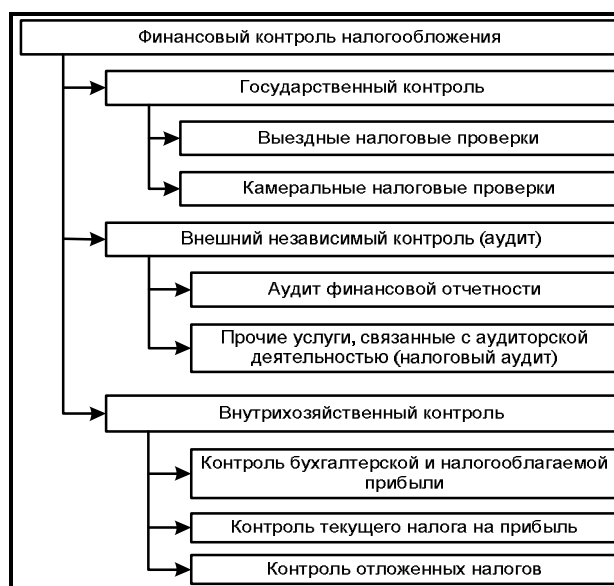 Финансовый контроль налогообложения
Государственный контроль
Выездные налоговые проверки
Камеральные налоговые проверки
Внешний независимый контроль (аудит)
Аудит финансовой отчетности
Прочие услуги, связанные с аудиторской
деятельностью (налоговый аудит)
Внутрихозяйственный контроль
Контроль бухгалтерской и налогооблагаемой
прибыли
Контроль текущего налога на прибыль
Контроль отложенных налогов